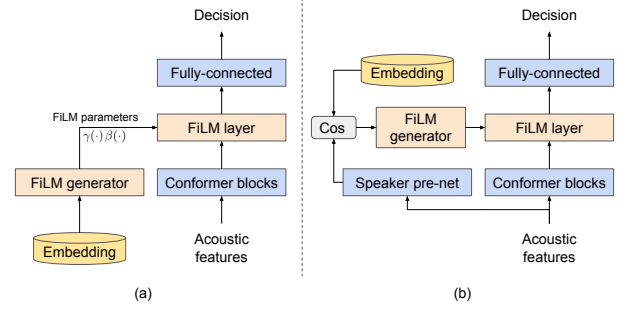 Decision
Fully-connected
FiLM parameters
γ(·) β(·)
FiLM layer
FiLM generator
Conformer blocks
Embedding
Acoustic
features
(a)
Decision
Embedding
Fully-connected
Cos
FiLM
generator
FiLM layer
Speaker pre-net
Conformer blocks
Acoustic
features
(b)